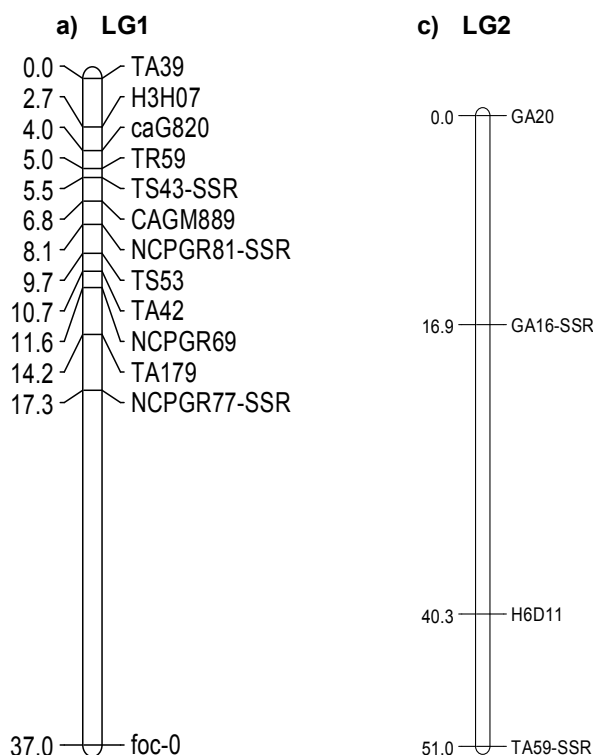 a) LG1
0.0 TA39
2.7 H3H07
4.0 caG820
5.0 TR59
5.5 TS43-SSR
6.8 CAGM889
8.1 NCPGR81-SSR
9.7 TS53
10.7 TA42
11.6 NCPGR69
14.2 TA179
17.3 NCPGR77-SSR
37.0 foc-0
c) LG2
0.0 GA20
16.9 GA16-SSR
40.3 H6D11
51.0 TA59-SSR